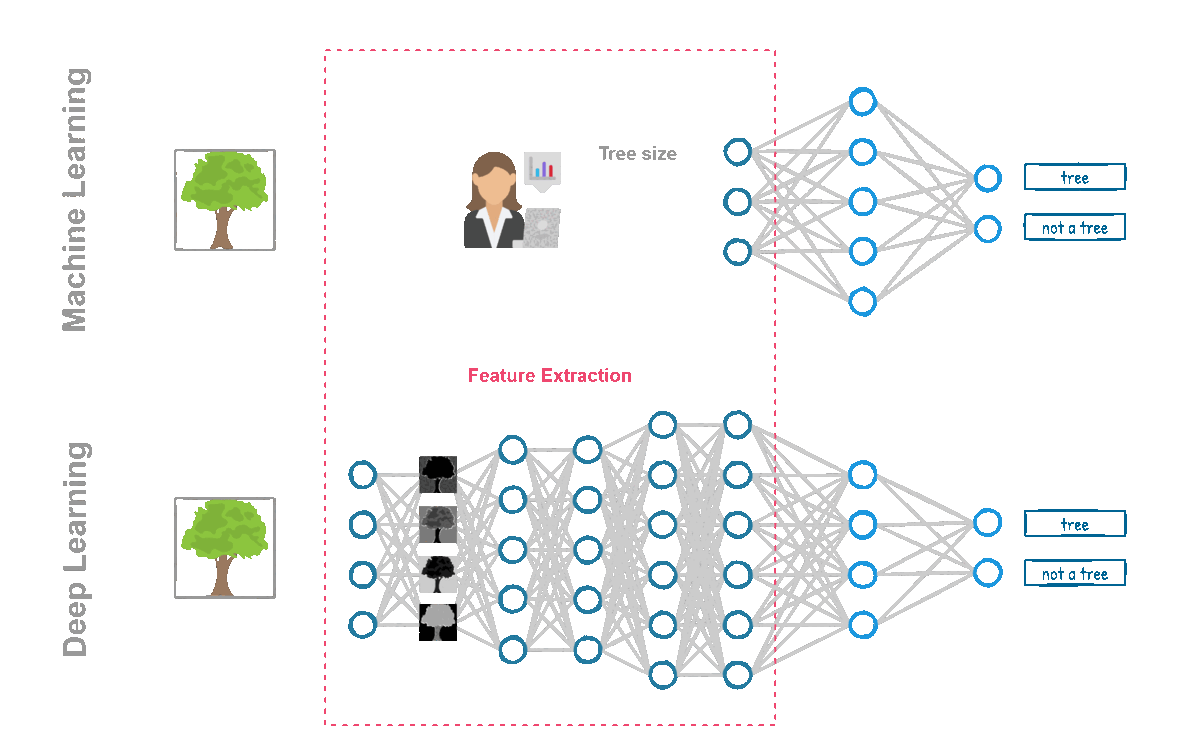 Machine Learning
Tree size
tree
not a tree
Feature Extraction
Deep Learning
tree
not a tree